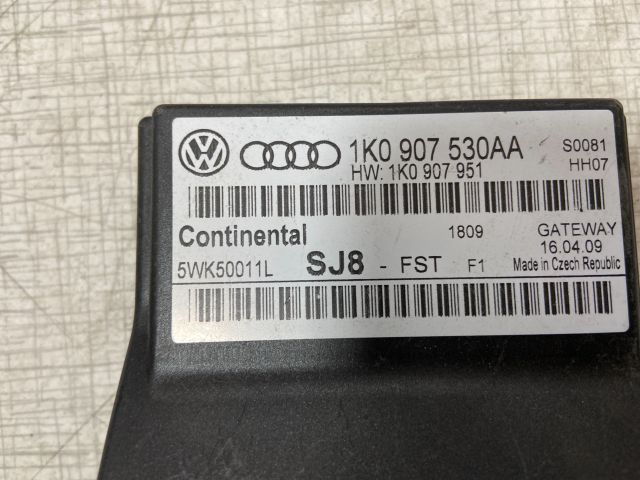 VW 1K0 907 530AA S0081
HW: 1K0 907 951 HH07
Continental 1809 GATEWAY
16.04.09
5WK50011L SJ8 - FST F1 Made in Czech Republic